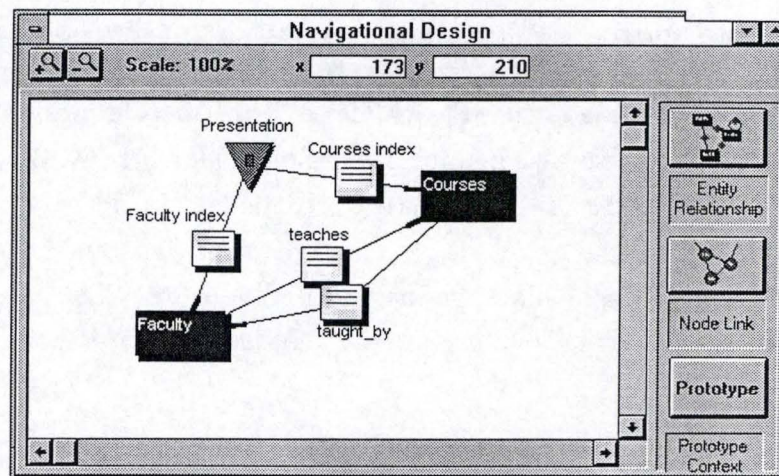 Navigational Design
Scale: 100% x 173 y 210
Presentation
Courses index
Courses
Faculty index
teaches
Faculty
taught_by
Entity
Relationship
Node Link
Prototype
Prototype
Context